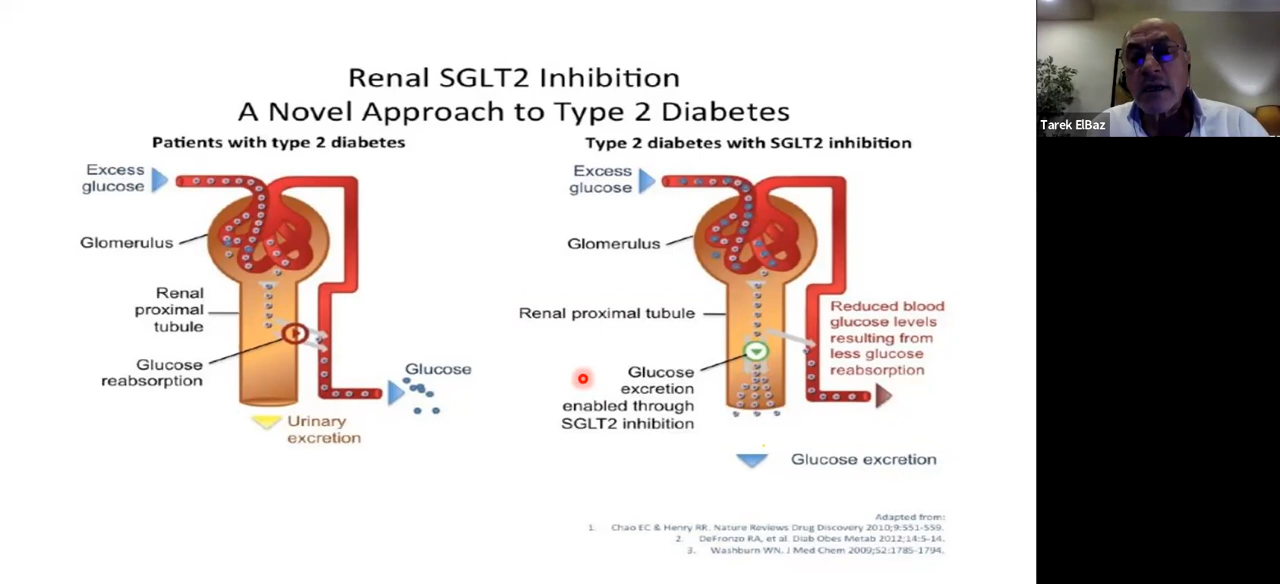 Renal SGLT2 Inhibition
A Novel Approach to Type 2 Diabetes
Patients with type 2 diabetes
Excess
glucose
Glomerulus
Renal
proximal
tubule
Glucose
reabsorption
Glucose
Urinary
excretion
Type 2 diabetes with SGLT2 inhibition
Excess
glucose
Glomerulus
Renal proximal tubule
Reduced blood
glucose levels
resulting from
less glucose
reabsorption
Glucose
excretion
enabled through
SGLT2 inhibition
Glucose excretion
Adapted from:
1. Chao EC & Henry RR. Nature Reviews Drug Discovery 2010;9:551-559.
2. DeFronzo RA, et al. Diab Obes Metab 2012;14:5-14.
3. Washburn WN. J Med Chem 2009;52:1785-1794.
Tarek ElBaz